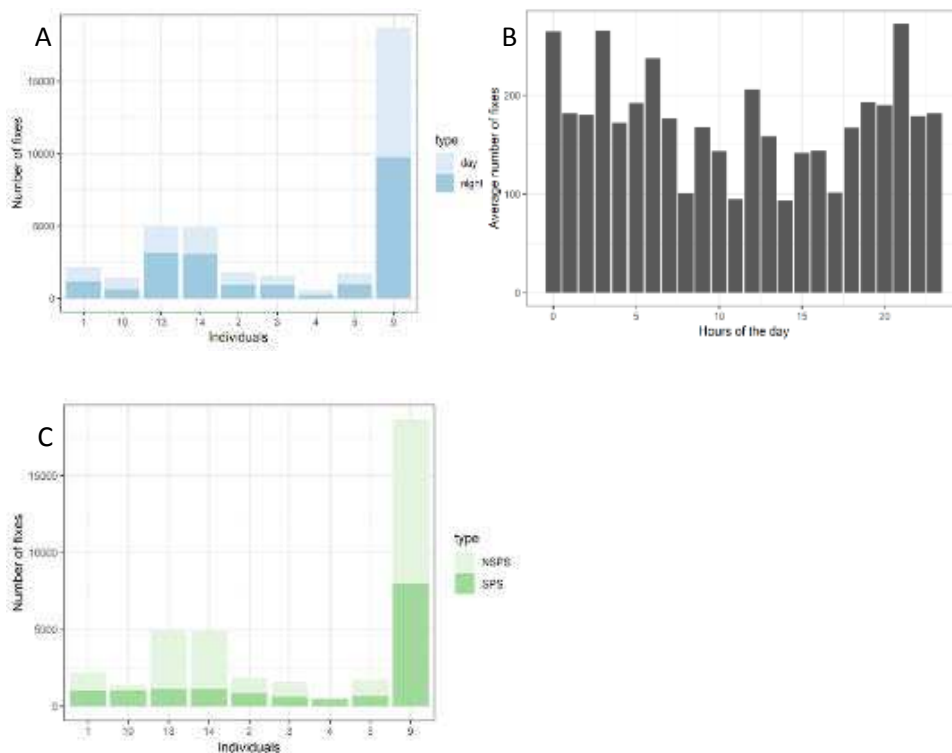 A
Number of fixes
15000
10000
5000
0
1 10 13 14 2 3 4 5 9
Individuals
type
day
night
B
Average number of fixes
200
100
0
0 5 10 15 20
Hours of the day
C
Number of fixes
15000
10000
5000
0
1 10 13 14 2 3 4 5 9
Individuals
type
NSPS
SPS